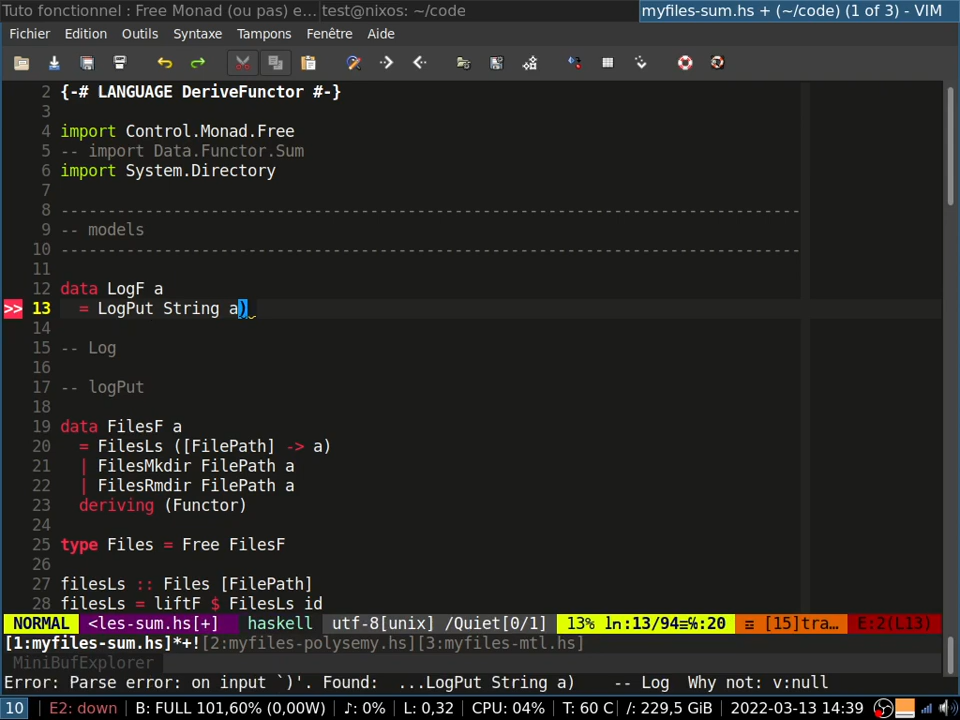 Tuto fonctionnel : Free Monad (ou pas) e... test@nixos: ~/code myfiles-sum.hs + (~/code) (1 of 3) - VIM
Fichier Edition Outils Syntaxe Tampons Fenêtre Aide
2 {-# LANGUAGE DeriveFunctor #-}
3
4 import Control.Monad.Free
5 -- import Data.Functor.Sum
6 import System.Directory
7
8 --------------------------------------------------------------------------------
9 -- models
10 --------------------------------------------------------------------------------
11
12 data LogF a
>> 13   = LogPut String a)
14
15 -- Log
16
17 -- logPut
18
19 data FilesF a
20   = FilesLs ([FilePath] -> a)
21   | FilesMkdir FilePath a
22   | FilesRmdir FilePath a
23   deriving (Functor)
24
25 type Files = Free FilesF
26
27 filesLs :: Files [FilePath]
28 filesLs = liftF $ FilesLs id
NORMAL <les-sum.hs[+] haskell utf-8[unix] /Quiet[0/1] 13% ln:13/94≡℅:20 ☲ [15]tra… E:2(L13)
[1:myfiles-sum.hs]*+![2:myfiles-polysemy.hs][3:myfiles-mtl.hs]
MiniBufExplorer
Error: Parse error: on input `)'. Found:  ...LogPut String a)    -- Log  Why not: v:null
10 E2: down B: FULL 101,60% (0,00W) ♪: 0% L: 0,32 CPU: 04% T: 60 C /: 229,5 GiB 2022-03-13 14:39